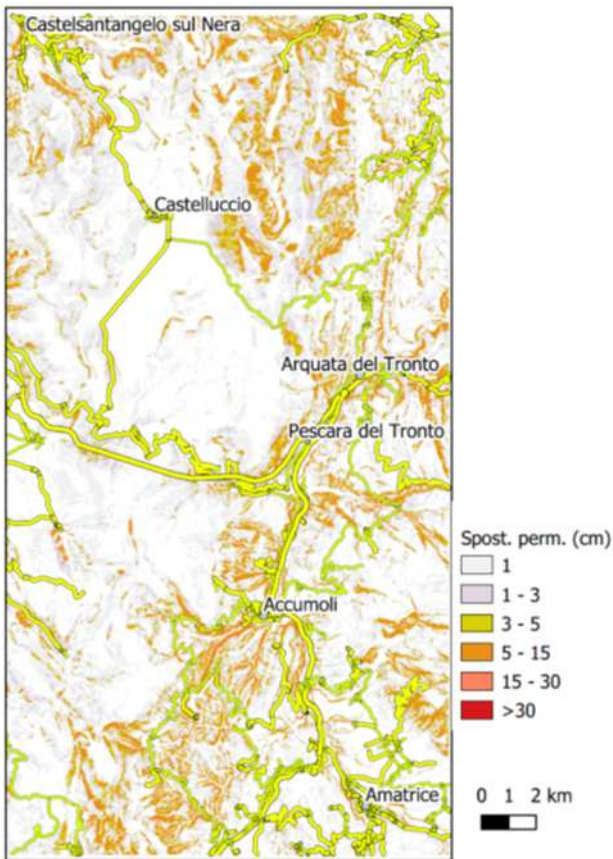 Castelsantangelo sul Nera
Castelluccio
Arquata del Tronto
Pescara del Tronto
Accumoli
Amatrice
Spost. perm. (cm)
1
1 - 3
3 - 5
5 - 15
15 - 30
>30
0 1 2 km